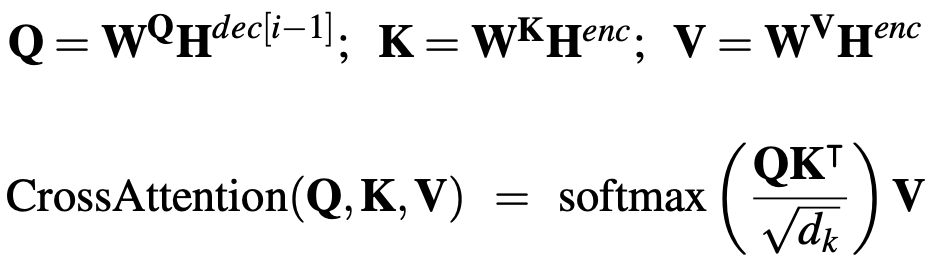 Q = W^Q H^{dec[i−1]}; K = W^K H^{enc}; V = W^V H^{enc}
CrossAttention(Q, K, V) = softmax(QK^⊺ / √d_k) V